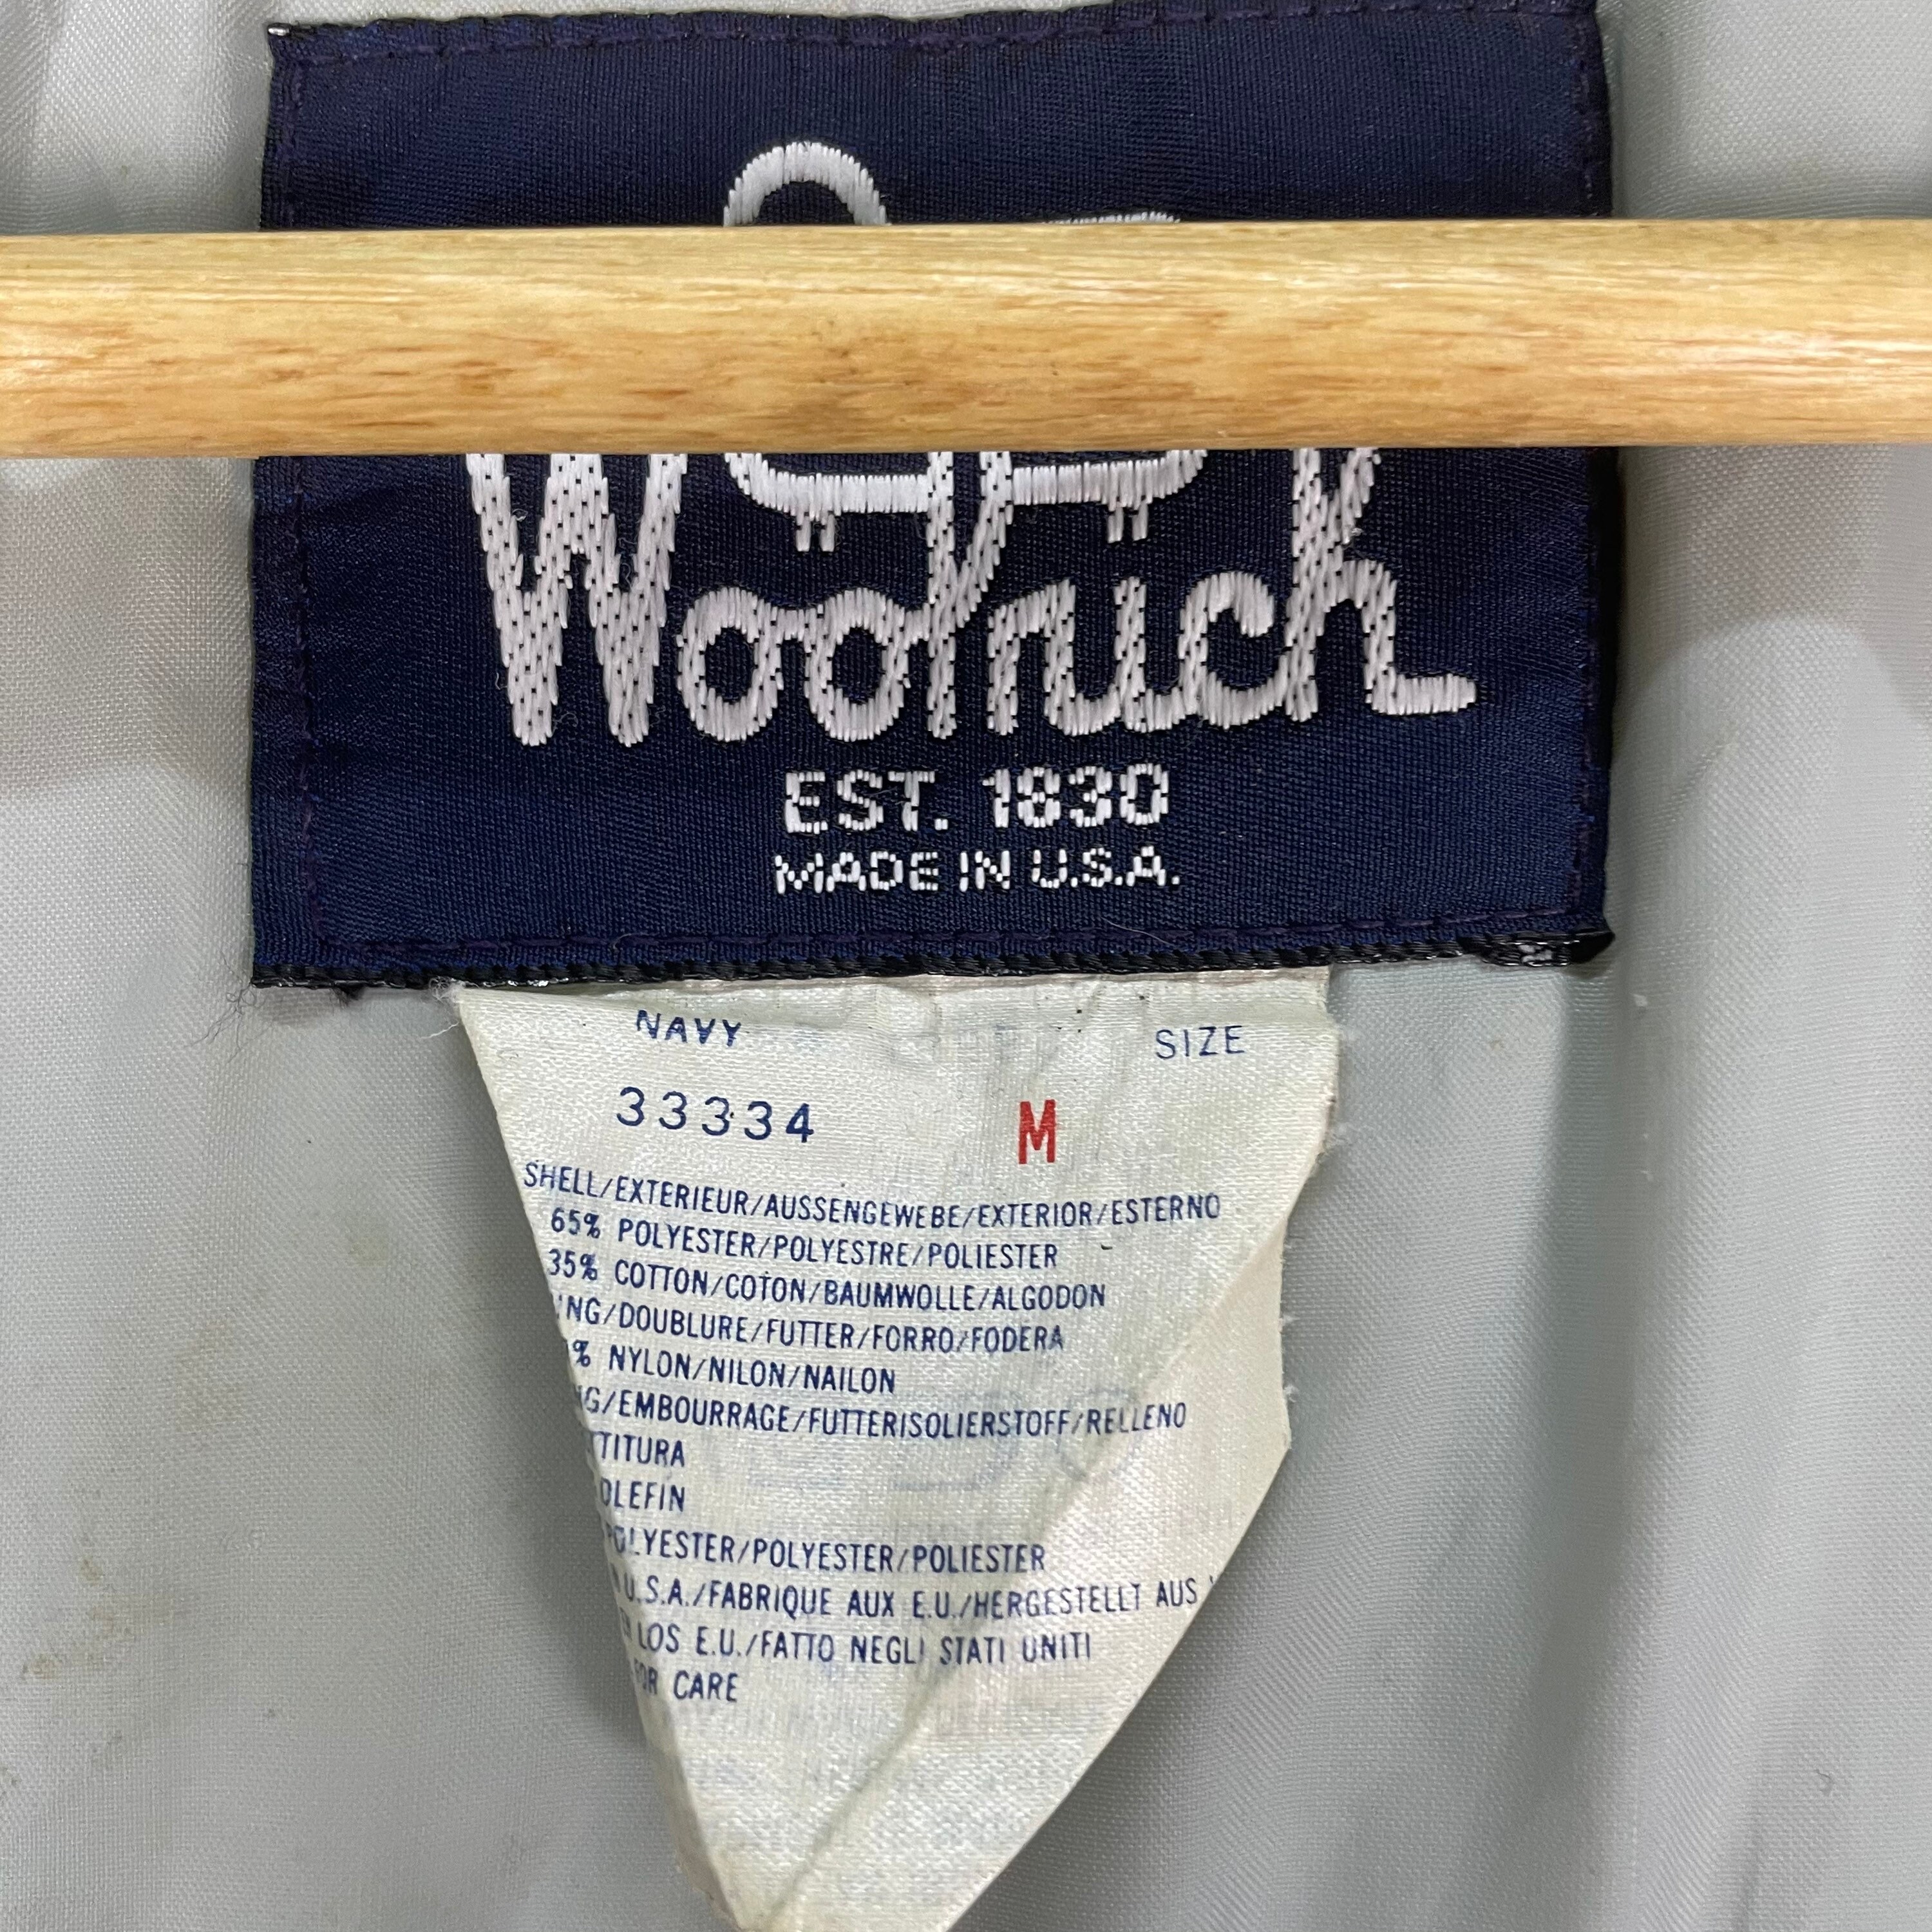 Woolrich
EST. 1830
MADE IN U.S.A.
NAVY SIZE
33334 M
SHELL/EXTERIEUR/AUSSENGEWEBE/EXTERIOR/ESTERNO
65% POLYESTER/POLYESTRE/POLIESTER
35% COTTON/COTON/BAUMWOLLE/ALGODON
NG/DOUBLURE/FUTTER/FORRO/FODERA
% NYLON/NILON/NAILON
G/EMBOURRAGE/FUTTERISOLIERSTOFF/RELLENO
TITURA
OLEFIN
POLYESTER/POLYESTER/POLIESTER
U.S.A./FABRIQUE AUX E.U./HERGESTELLT AUS
LOS E.U./FATTO NEGLI STATI UNITI
FOR CARE